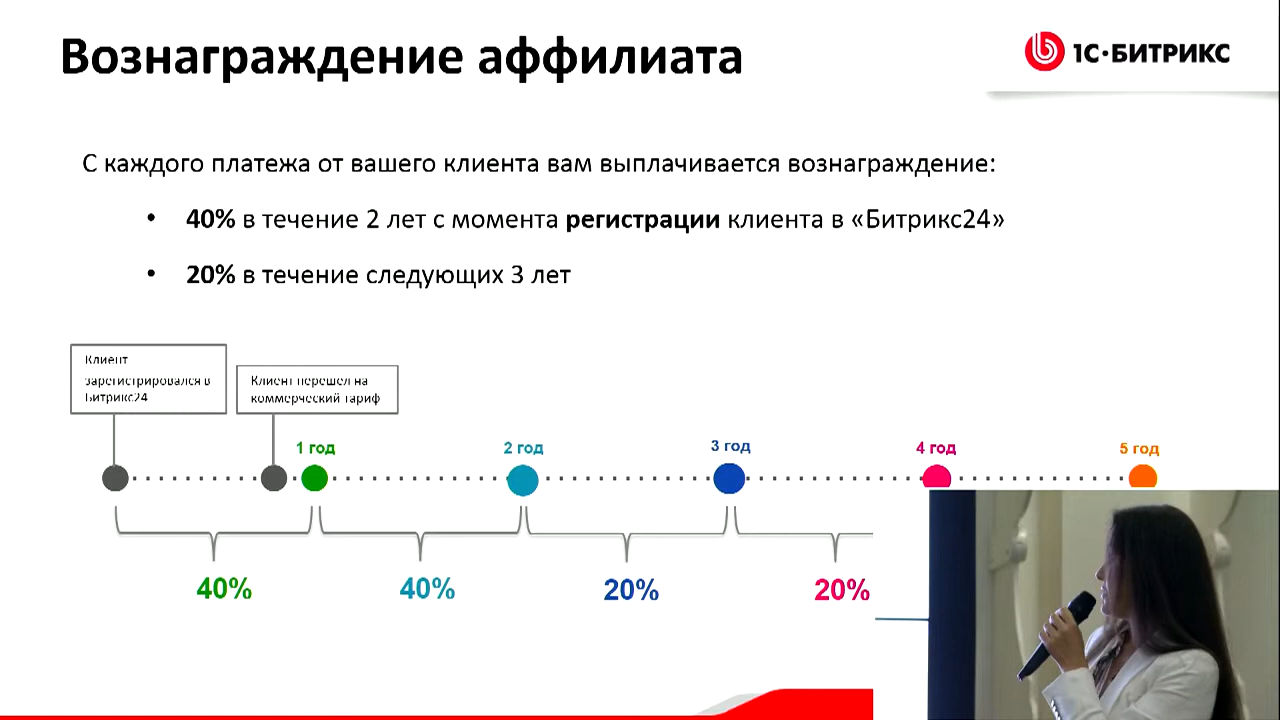 Вознаграждение аффилиата
1С·БИТРИКС
С каждого платежа от вашего клиента вам выплачивается вознаграждение:
• 40% в течение 2 лет с момента регистрации клиента в «Битрикс24»
• 20% в течение следующих 3 лет
Клиент
зарегистрировался в
Битрикс24
Клиент перешел на
коммерческий тариф
1 год
2 год
3 год
4 год
5 год
40%
40%
20%
20%